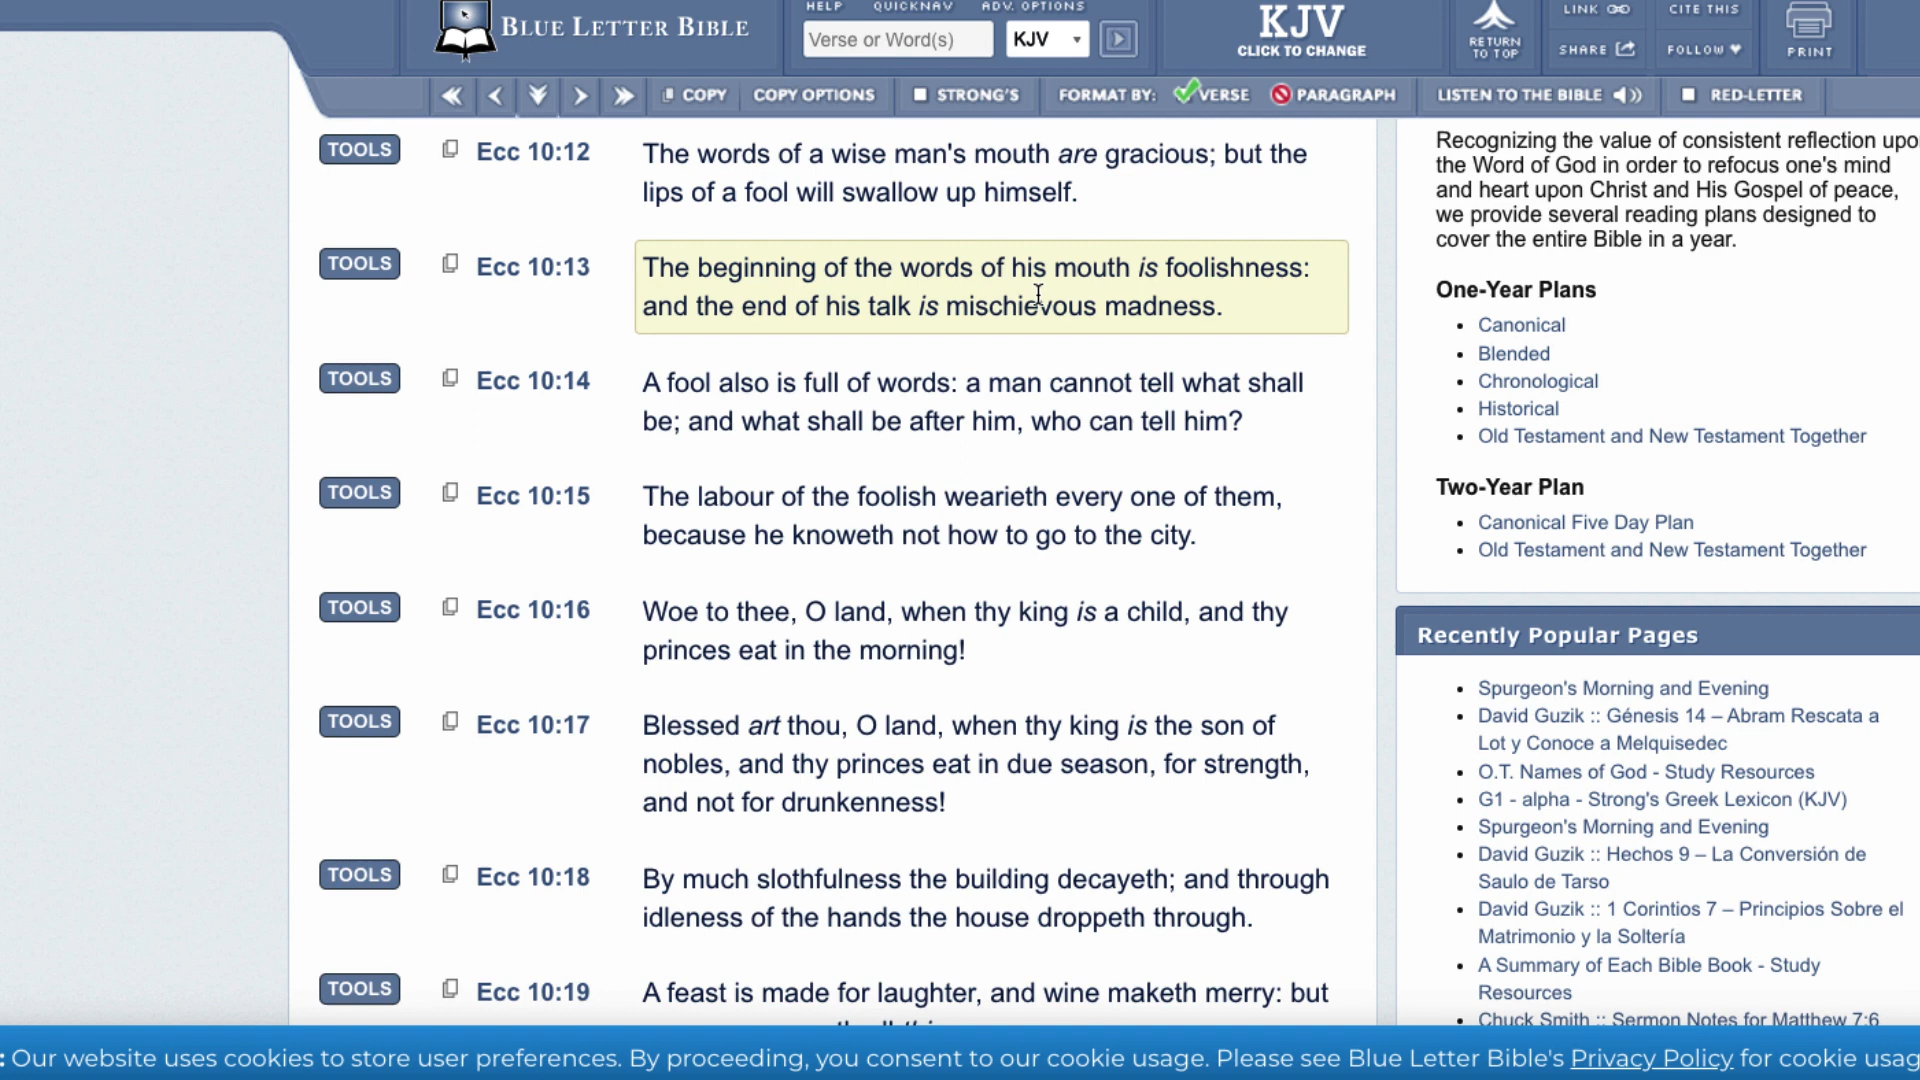 BLUE LETTER BIBLE
HELP QUICKNAV ADV. OPTIONS
Verse or Word(s)
KJV
KJV
CLICK TO CHANGE
RETURN
TO TOP
LINK
SHARE
CITE THIS
FOLLOW
PRINT
COPY
COPY OPTIONS
STRONG'S
FORMAT BY: VERSE PARAGRAPH
LISTEN TO THE BIBLE
RED-LETTER
TOOLS Ecc 10:12 The words of a wise man's mouth are gracious; but the
lips of a fool will swallow up himself.
TOOLS Ecc 10:13 The beginning of the words of his mouth is foolishness:
and the end of his talk is mischievous madness.
TOOLS Ecc 10:14 A fool also is full of words: a man cannot tell what shall
be; and what shall be after him, who can tell him?
TOOLS Ecc 10:15 The labour of the foolish wearieth every one of them,
because he knoweth not how to go to the city.
TOOLS Ecc 10:16 Woe to thee, O land, when thy king is a child, and thy
princes eat in the morning!
TOOLS Ecc 10:17 Blessed art thou, O land, when thy king is the son of
nobles, and thy princes eat in due season, for strength,
and not for drunkenness!
TOOLS Ecc 10:18 By much slothfulness the building decayeth; and through
idleness of the hands the house droppeth through.
TOOLS Ecc 10:19 A feast is made for laughter, and wine maketh merry: but
Recognizing the value of consistent reflection upo
the Word of God in order to refocus one's mind
and heart upon Christ and His Gospel of peace,
we provide several reading plans designed to
cover the entire Bible in a year.
One-Year Plans
Canonical
Blended
Chronological
Historical
Old Testament and New Testament Together
Two-Year Plan
Canonical Five Day Plan
Old Testament and New Testament Together
Recently Popular Pages
Spurgeon's Morning and Evening
David Guzik :: Génesis 14 – Abram Rescata a
Lot y Conoce a Melquisedec
O.T. Names of God - Study Resources
G1 - alpha - Strong's Greek Lexicon (KJV)
Spurgeon's Morning and Evening
David Guzik :: Hechos 9 – La Conversión de
Saulo de Tarso
David Guzik :: 1 Corintios 7 – Principios Sobre el
Matrimonio y la Soltería
A Summary of Each Bible Book - Study
Resources
Chuck Smith :: Sermon Notes for Matthew 7:6
: Our website uses cookies to store user preferences. By proceeding, you consent to our cookie usage. Please see Blue Letter Bible's Privacy Policy for cookie usag